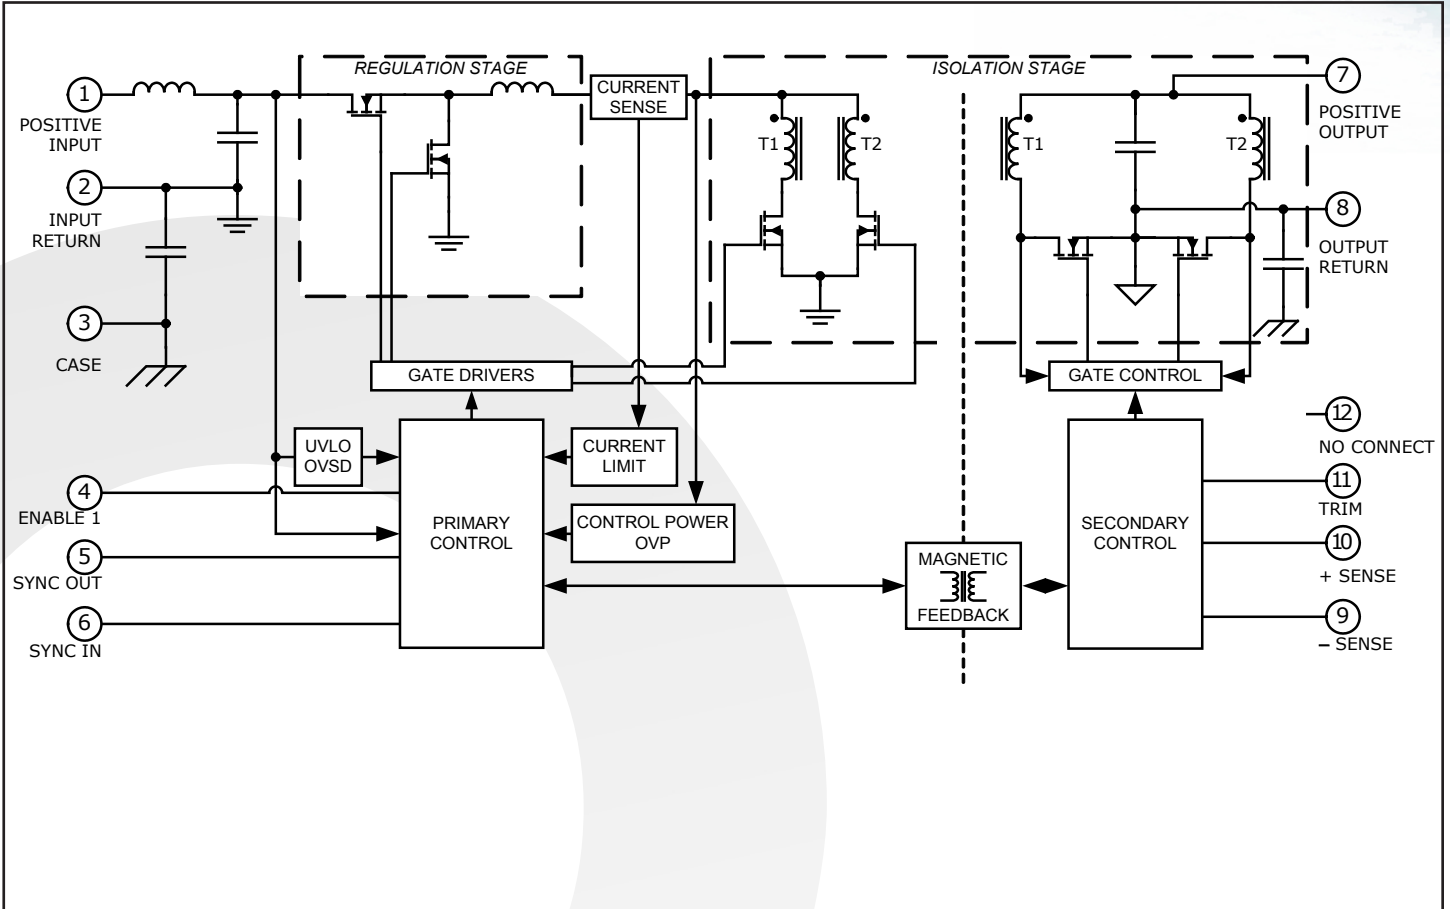 REGULATION STAGE
ISOLATION STAGE
1
POSITIVE
INPUT
2
INPUT
RETURN
3
CASE
CURRENT
SENSE
T1
T2
T1
T2
7
POSITIVE
OUTPUT
8
OUTPUT
RETURN
GATE DRIVERS
GATE CONTROL
UVLO
OVSD
CURRENT
LIMIT
4
ENABLE 1
5
SYNC OUT
6
SYNC IN
PRIMARY
CONTROL
CONTROL POWER
OVP
MAGNETIC
FEEDBACK
SECONDARY
CONTROL
12
NO CONNECT
11
TRIM
10
+ SENSE
9
– SENSE